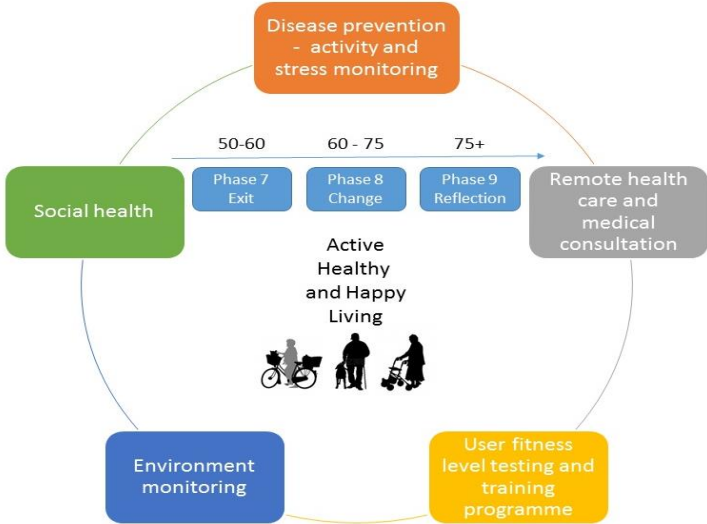 Disease prevention
- activity and
stress monitoring
50-60
60 - 75
75+
Phase 7
Exit
Phase 8
Change
Phase 9
Reflection
Social health
Remote health
care and
medical
consultation
Active
Healthy
and Happy
Living
Environment
monitoring
User fitness
level testing and
training
programme